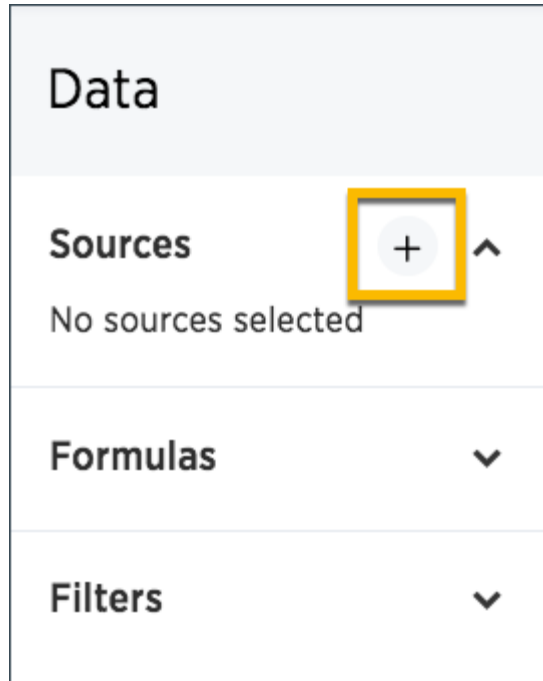 Data
Sources +
No sources selected
Formulas
Filters